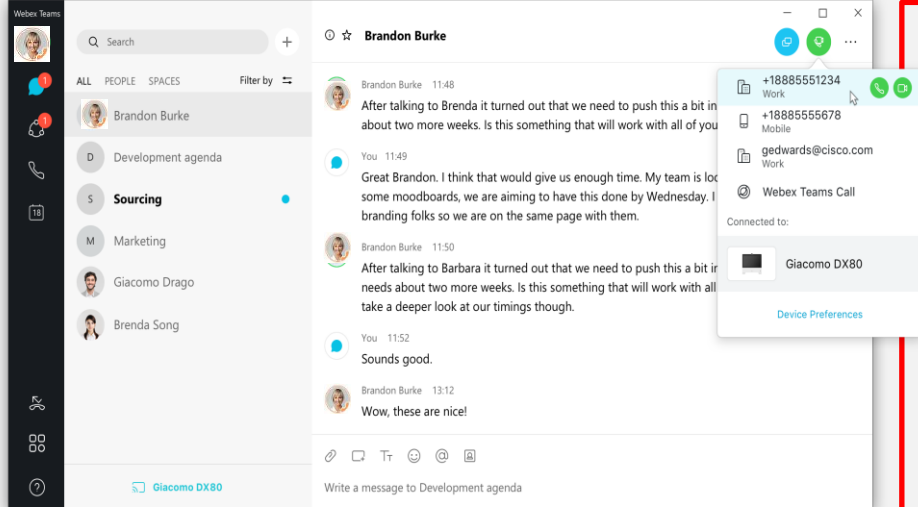 Webex Teams
Search
ALL PEOPLE SPACES Filter by
Brandon Burke
D Development agenda
S Sourcing
M Marketing
Giacomo Drago
Brenda Song
1
1
18
Giacomo DX80
Brandon Burke
Brandon Burke 11:48
After talking to Brenda it turned out that we need to push this a bit in
about two more weeks. Is this something that will work with all of you
You 11:49
Great Brandon. I think that would give us enough time. My team is loc
some moodboards, we are aiming to have this done by Wednesday. I
branding folks so we are on the same page with them.
Brandon Burke 11:50
After talking to Barbara it turned out that we need to push this a bit ir
needs about two more weeks. Is this something that will work with all
take a deeper look at our timings though.
You 11:52
Sounds good.
Brandon Burke 13:12
Wow, these are nice!
Write a message to Development agenda
+18885551234
Work
+18885555678
Mobile
gedwards@cisco.com
Work
Webex Teams Call
Connected to:
Giacomo DX80
Device Preferences